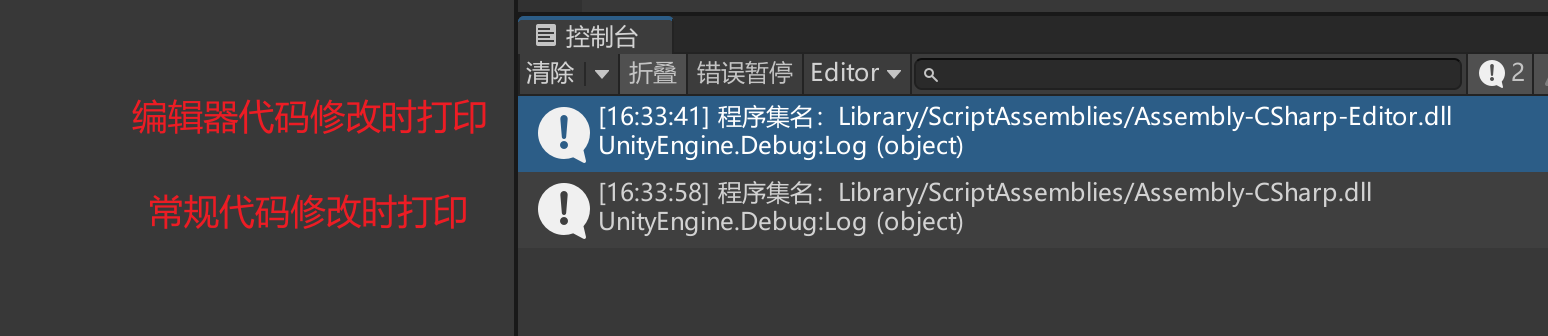 控制台
清除 折叠 错误暂停 Editor 2
编辑器代码修改时打印
[16:33:41] 程序集名：Library/ScriptAssemblies/Assembly-CSharp-Editor.dll
UnityEngine.Debug:Log (object)
常规代码修改时打印
[16:33:58] 程序集名：Library/ScriptAssemblies/Assembly-CSharp.dll
UnityEngine.Debug:Log (object)